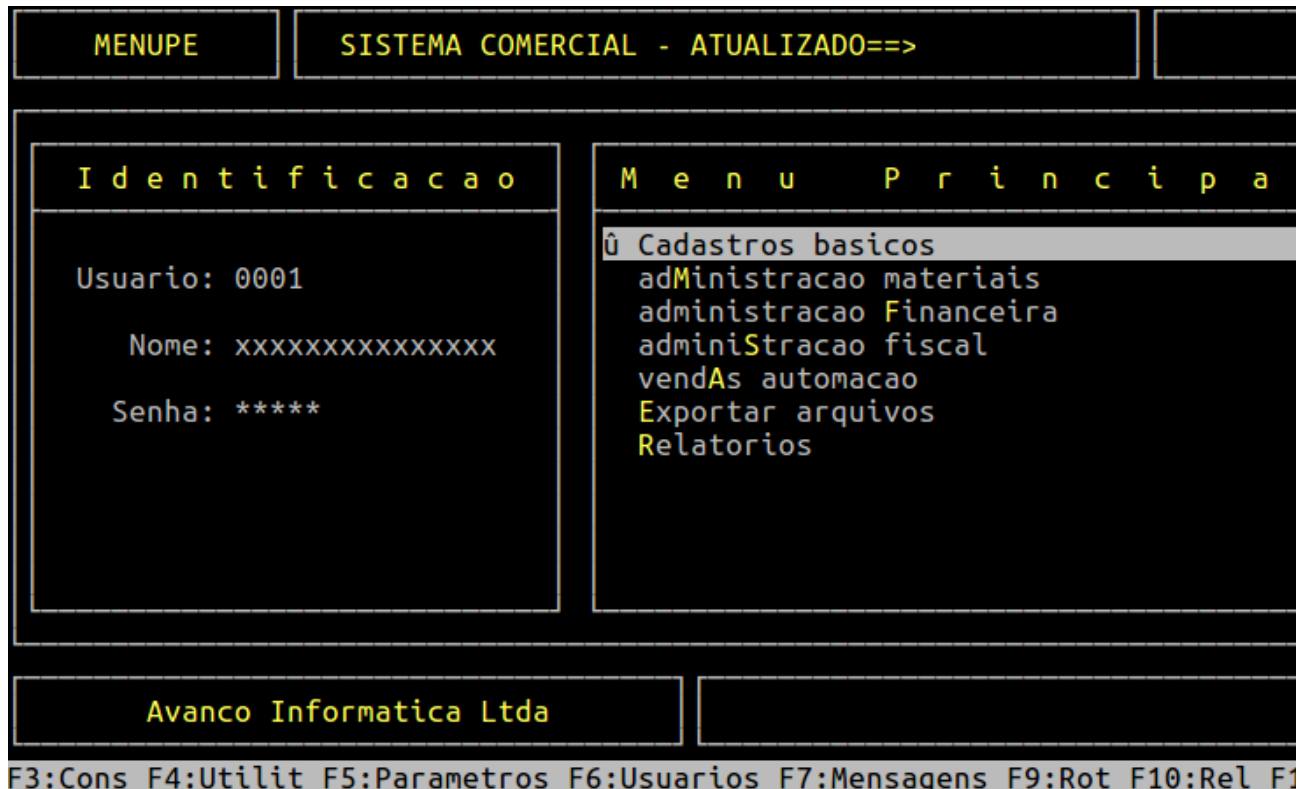 MENUPE
SISTEMA COMERCIAL - ATUALIZADO==>
I d e n t i f i c a c a o
Usuario: 0001
Nome: xxxxxxxxxxxxxxx
Senha: *****
M e n u P r i n c i p a
û Cadastros basicos
adMinistracao materiais
administracao Financeira
adminiStracao fiscal
vendAs automacao
Exportar arquivos
Relatorios
Avanco Informatica Ltda
F3:Cons F4:Utilit F5:Parametros F6:Usuarios F7:Mensagens F9:Rot F10:Rel F1